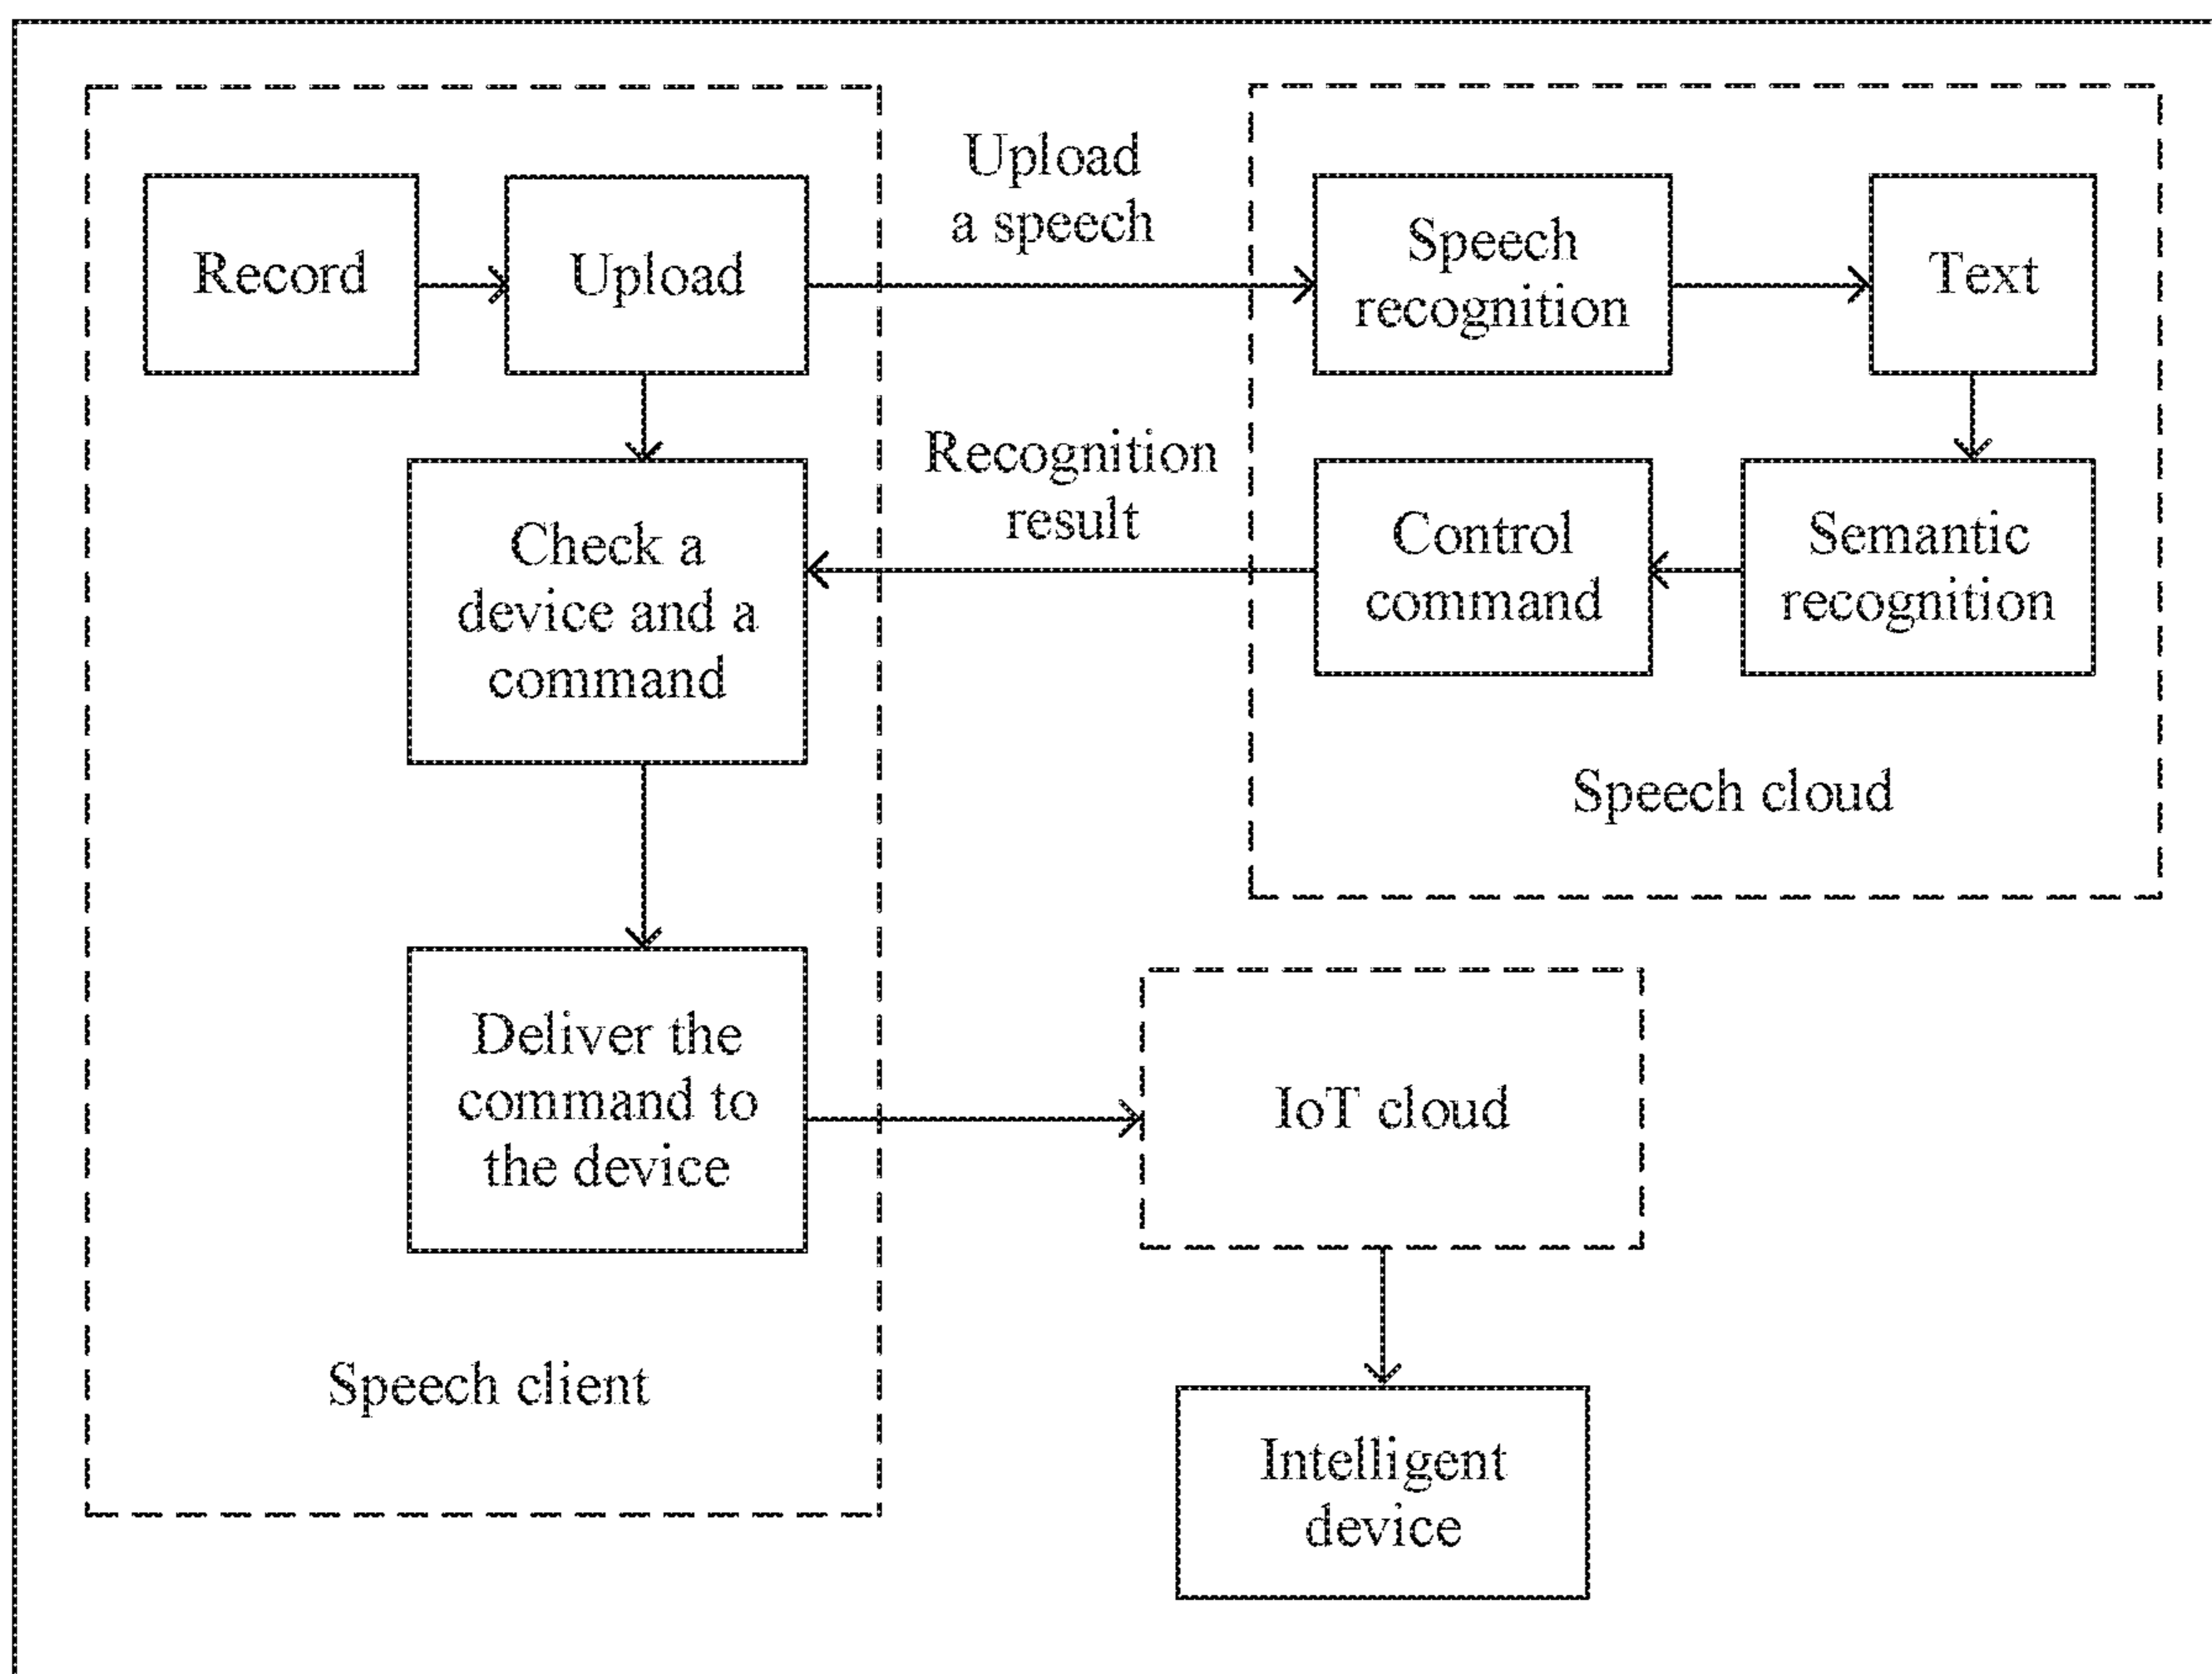 Record
Upload
Upload
a speech
Speech
recognition
Text
Check a
device and a
command
Recognition
result
Control
command
Semantic
recognition
Speech cloud
Deliver the
command to
the device
IoT cloud
Speech client
Intelligent
device